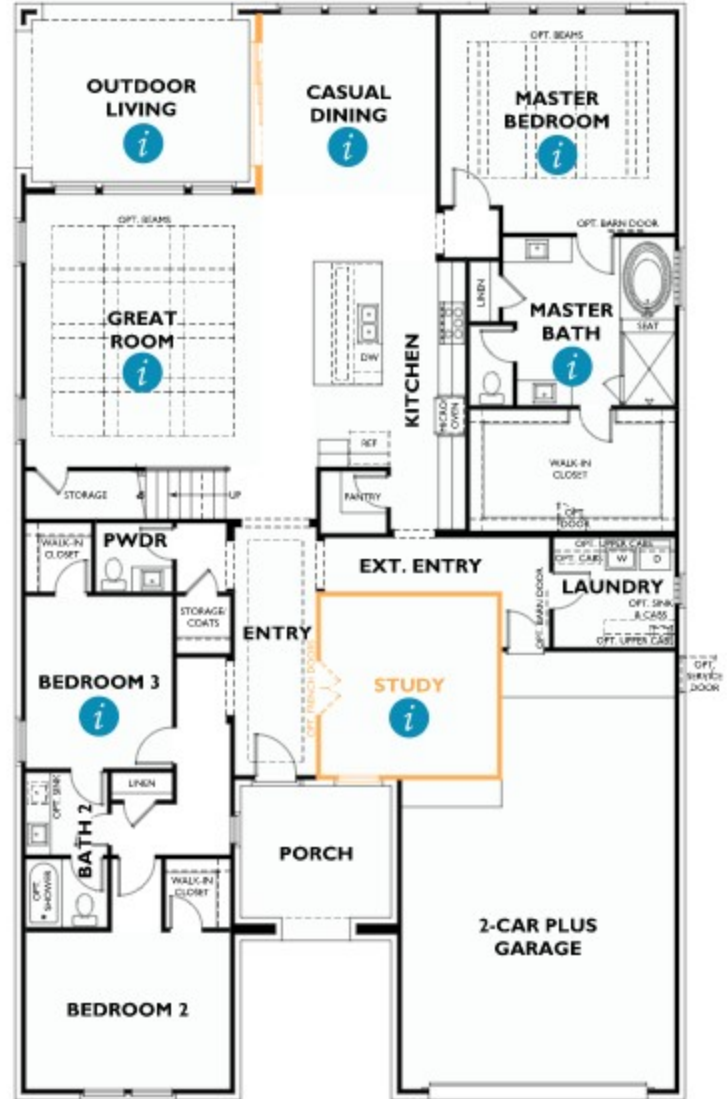 OUTDOOR
LIVING
i
CASUAL
DINING
i
OPT. BEAMS
MASTER
BEDROOM
i
OPT. BARN DOOR
OPT. BEAMS
GREAT
ROOM
i
DW
KITCHEN
LINEN
MASTER
BATH
i
SEAT
MICRO
OVEN
REF
PANTRY
WALK-IN
CLOSET
OPT
DOOR
STORAGE
UP
WALK-IN
CLOSET
PWDR
STORAGE/
COATS
ENTRY
EXT. ENTRY
OPT. UPPER CABS
OPT. CABS
W
D
LAUNDRY
OPT. SINK
& CABS
OPT. UPPER CABS
OPT. BARN DOOR
OPT.
SERVICE
DOOR
BEDROOM 3
i
OPT. FRENCH DOORS
STUDY
i
OPT. SINK
LINEN
BATH 2
OPT.
SHOWER
WALK-IN
CLOSET
PORCH
2-CAR PLUS
GARAGE
BEDROOM 2